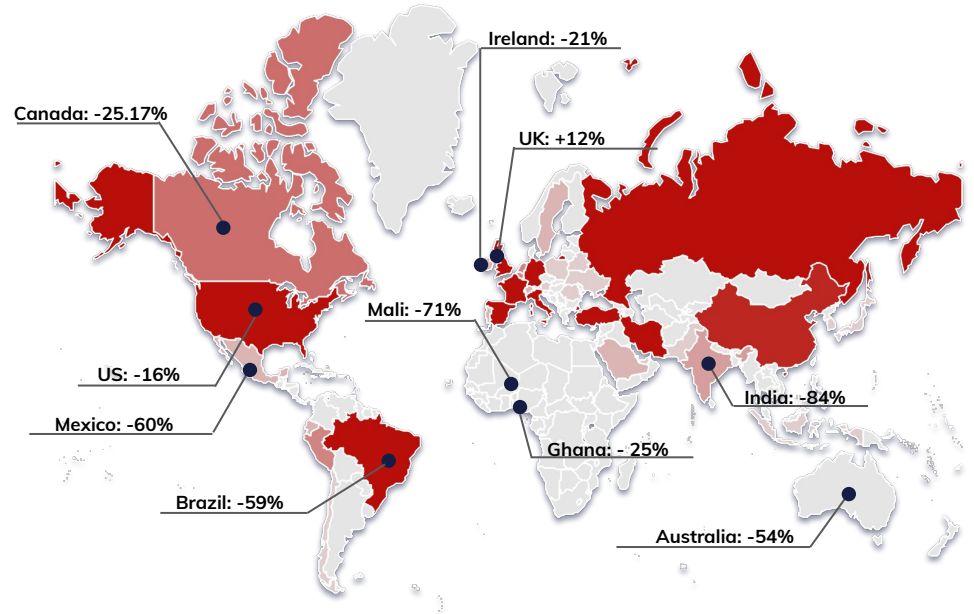 Ireland: -21%
Canada: -25.17%
UK: +12%
Mali: -71%
US: -16%
India: -84%
Mexico: -60%
Ghana: - 25%
Brazil: -59%
Australia: -54%